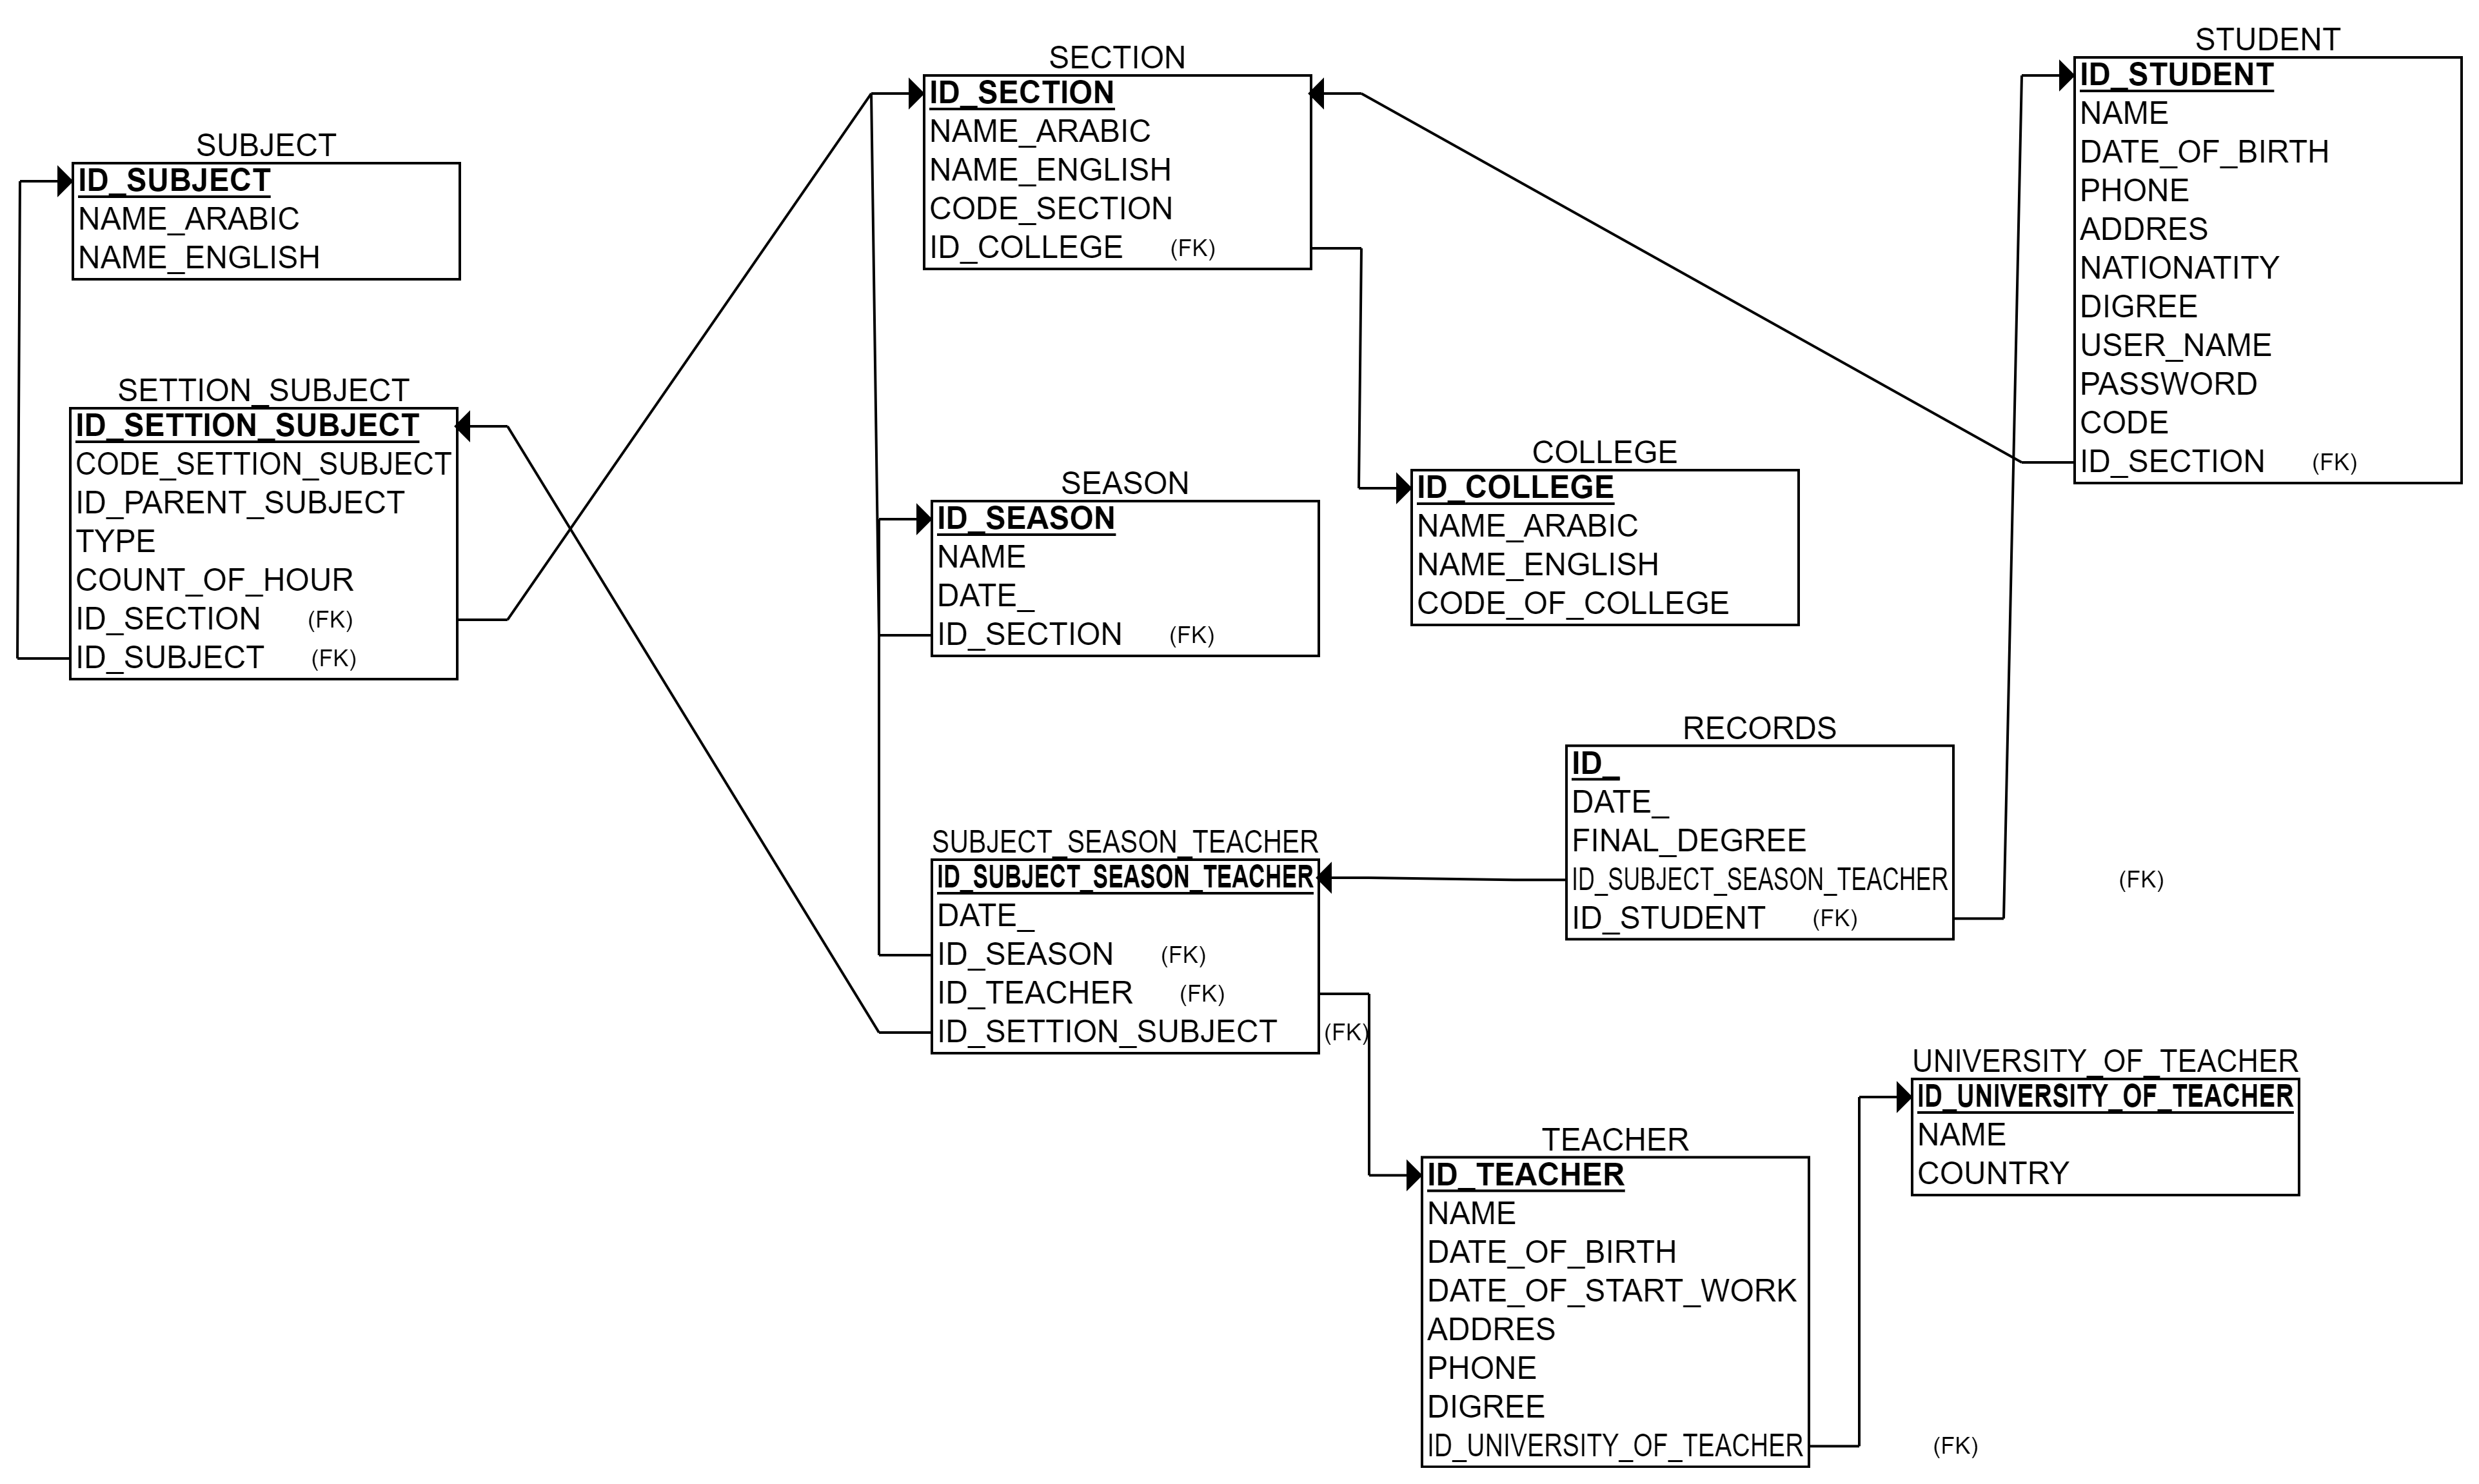 SUBJECT
ID_SUBJECT
NAME_ARABIC
NAME_ENGLISH
SETTION_SUBJECT
ID_SETTION_SUBJECT
CODE_SETTION_SUBJECT
ID_PARENT_SUBJECT
TYPE
COUNT_OF_HOUR
ID_SECTION (FK)
ID_SUBJECT (FK)
SECTION
ID_SECTION
NAME_ARABIC
NAME_ENGLISH
CODE_SECTION
ID_COLLEGE (FK)
SEASON
ID_SEASON
NAME
DATE_
ID_SECTION (FK)
SUBJECT_SEASON_TEACHER
ID_SUBJECT_SEASON_TEACHER
DATE_
ID_SEASON (FK)
ID_TEACHER (FK)
ID_SETTION_SUBJECT (FK)
COLLEGE
ID_COLLEGE
NAME_ARABIC
NAME_ENGLISH
CODE_OF_COLLEGE
STUDENT
ID_STUDENT
NAME
DATE_OF_BIRTH
PHONE
ADDRES
NATIONATITY
DIGREE
USER_NAME
PASSWORD
CODE
ID_SECTION (FK)
RECORDS
ID_
DATE_
FINAL_DEGREE
ID_SUBJECT_SEASON_TEACHER (FK)
ID_STUDENT (FK)
TEACHER
ID_TEACHER
NAME
DATE_OF_BIRTH
DATE_OF_START_WORK
ADDRES
PHONE
DIGREE
ID_UNIVERSITY_OF_TEACHER (FK)
UNIVERSITY_OF_TEACHER
ID_UNIVERSITY_OF_TEACHER
NAME
COUNTRY